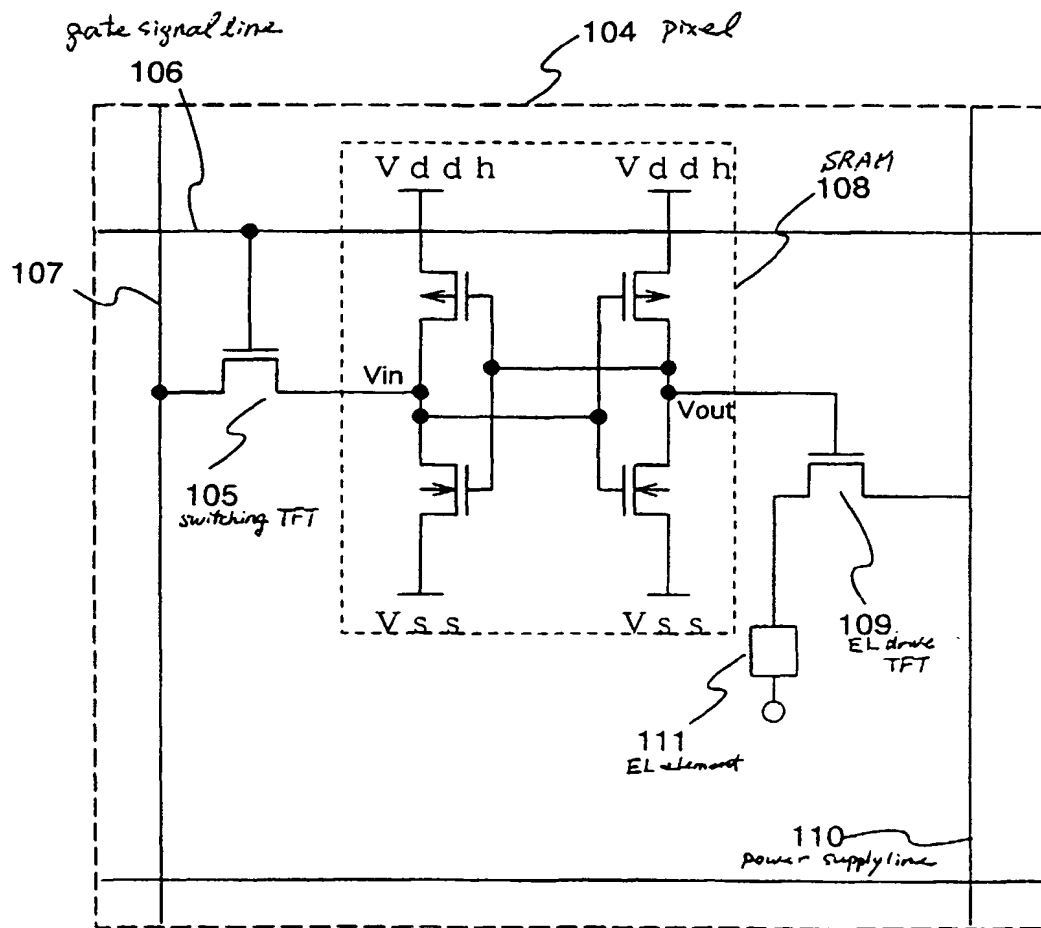 104 pixel
gate signal line
106
SRAM
108
Vddh
Vddh
107
Vin
Vout
105
switching TFT
Vss
Vss
109
EL drive
TFT
111
EL element
110
power supply line